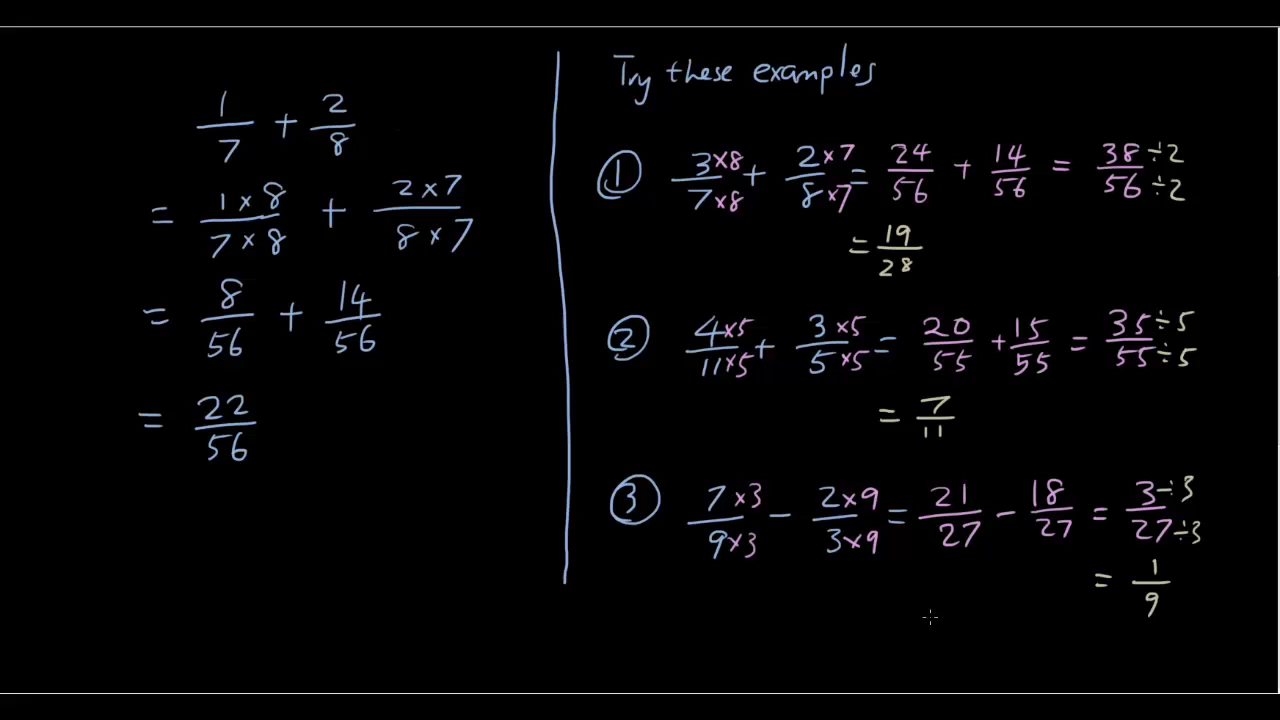 1/7 + 2/8
= 1 × 8/7 × 8 + 2 × 7/8 × 7
= 8/56 + 14/56
= 22/56
Try these examples
① 3×8/7×8 + 2×7/8×7 = 24/56 + 14/56 = 38÷2/56÷2
= 19/28
② 4×5/11×5 + 3×5/5×5 = 20/55 + 15/55 = 35÷5/55÷5
= 7/11
③ 7×3/9×3 − 2×9/3×9 = 21/27 − 18/27 = 3÷3/27÷3
= 1/9